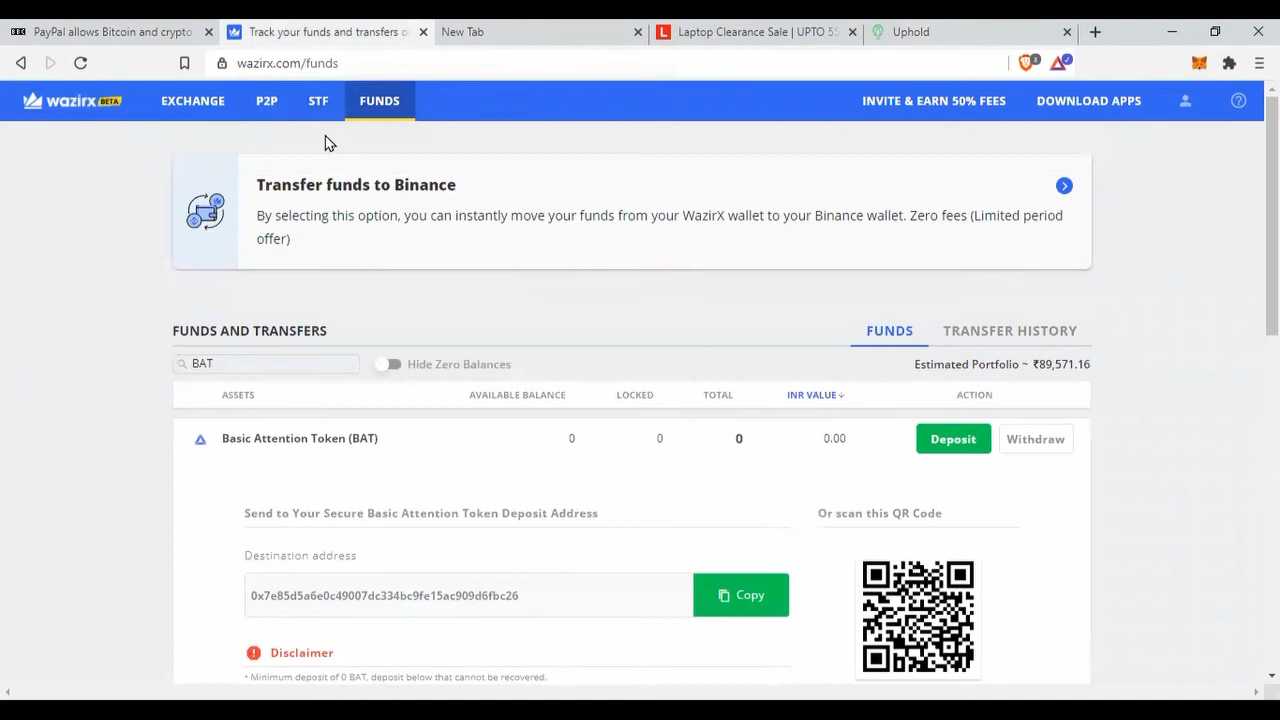 BBC PayPal allows Bitcoin and crypto
Track your funds and transfers o
New Tab
L Laptop Clearance Sale | UPTO 55
Uphold
wazirx.com/funds
3
wazirx BETA
EXCHANGE
P2P
STF
FUNDS
INVITE & EARN 50% FEES
DOWNLOAD APPS
Transfer funds to Binance
By selecting this option, you can instantly move your funds from your WazirX wallet to your Binance wallet. Zero fees (Limited period
offer)
FUNDS AND TRANSFERS
FUNDS
TRANSFER HISTORY
BAT
Hide Zero Balances
Estimated Portfolio ~ ₹89,571.16
ASSETS
AVAILABLE BALANCE
LOCKED
TOTAL
INR VALUE
ACTION
Basic Attention Token (BAT)
0
0
0
0.00
Deposit
Withdraw
Send to Your Secure Basic Attention Token Deposit Address
Or scan this QR Code
Destination address
0x7e85d5a6e0c49007dc334bc9fe15ac909d6fbc26
Copy
Disclaimer
* Minimum deposit of 0 BAT, deposit below that cannot be recovered.